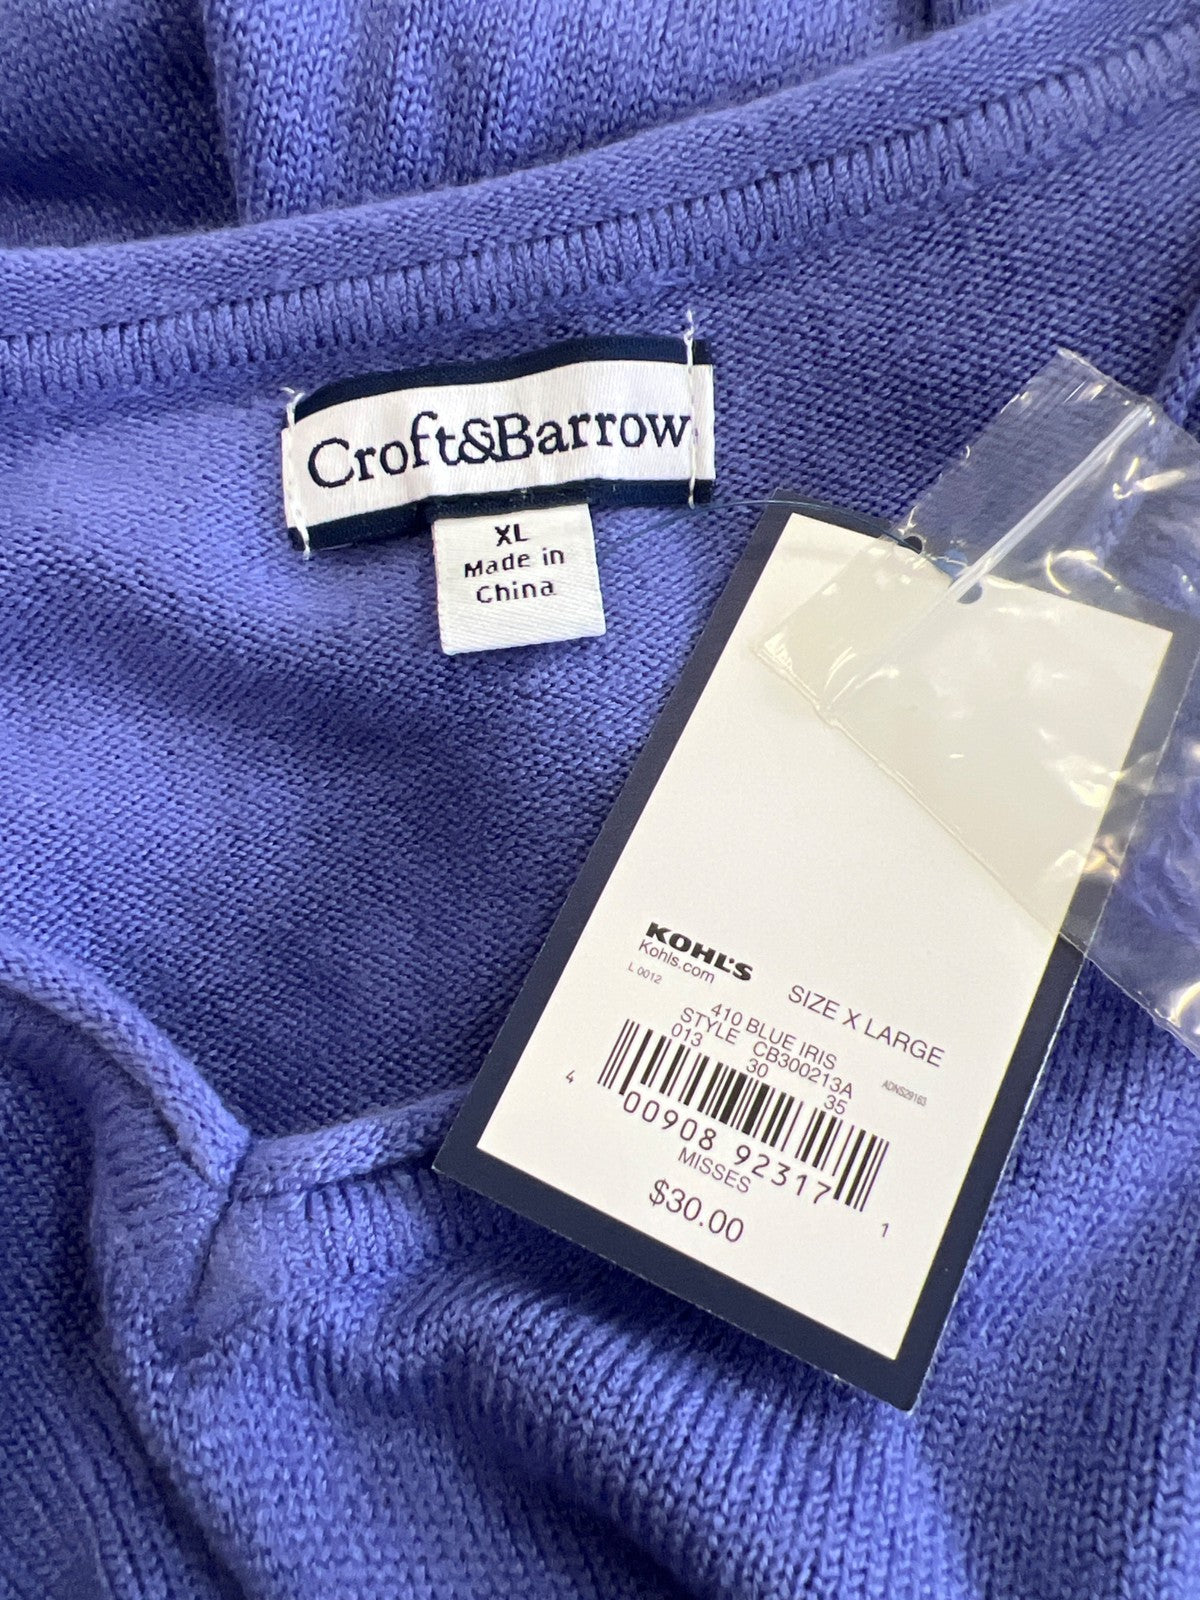 Croft&Barrow
XL
Made in
China
KOHL'S
Kohls.com
L 0012
SIZE X LARGE
410 BLUE IRIS
STYLE CB300213A
013 30 35
ADNS29163
4 00908 92317 1
MISSES
$30.00